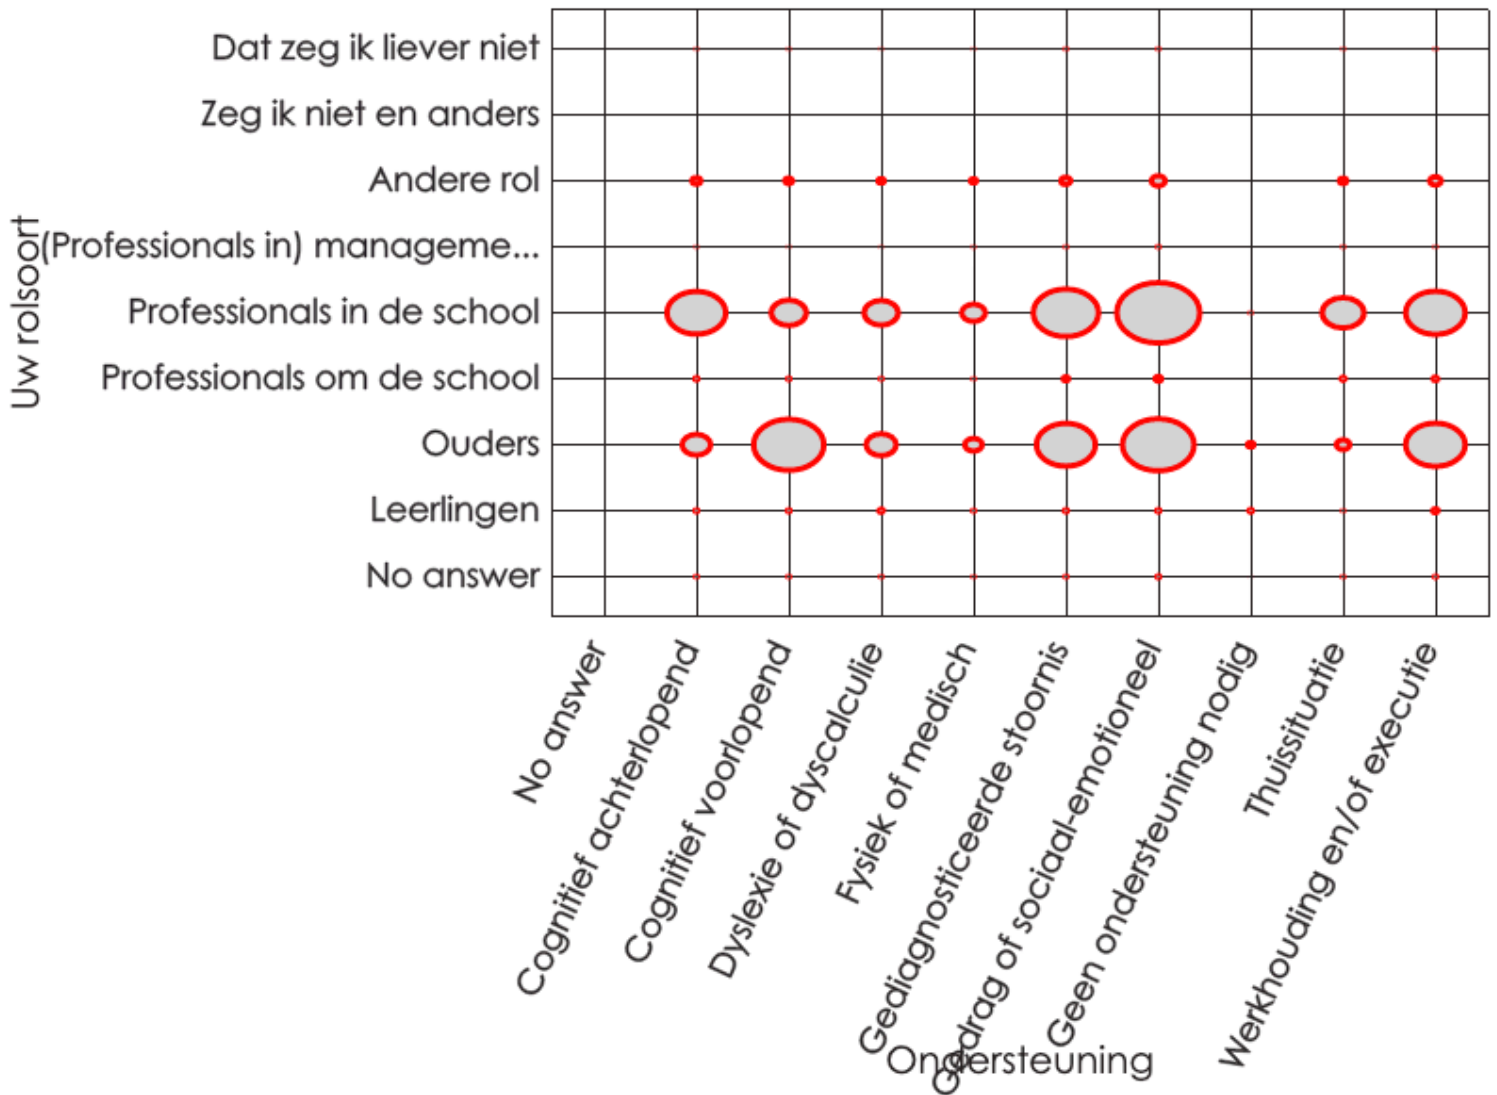 Dat zeg ik liever niet
Zeg ik niet en anders
Andere rol
(Professionals in) manageme...
Professionals in de school
Professionals om de school
Ouders
Leerlingen
No answer
Uw rolsoort
No answer
Cognitief achterlopend
Cognitief voorlopend
Dyslexie of dyscalculie
Fysiek of medisch
Gediagnosticeerde stoornis
Gedrag of sociaal-emotioneel
Geen ondersteuning nodig
Thuissituatie
Werkhouding en/of executie
Ondersteuning